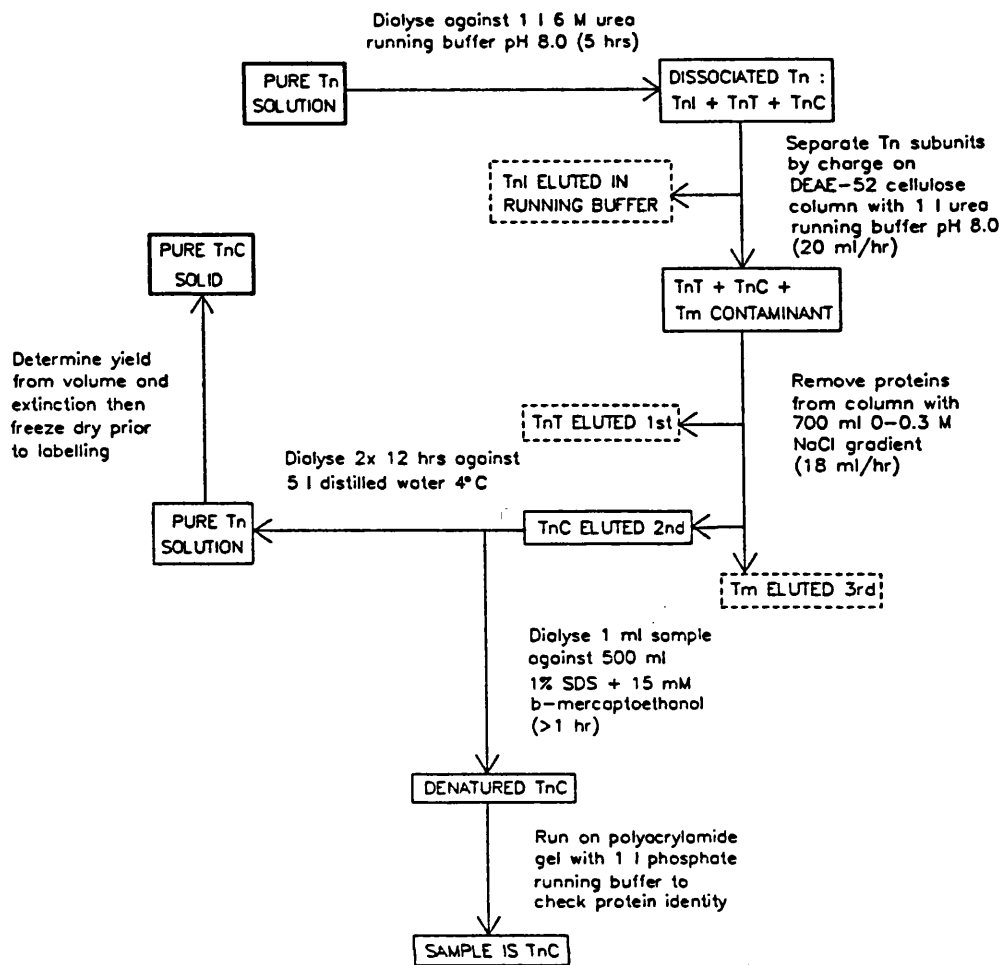 Dialyse against 1 l 6 M urea
running buffer pH 8.0 (5 hrs)
PURE Tn
SOLUTION
DISSOCIATED Tn :
TnI + TnT + TnC
Separate Tn subunits
by charge on
DEAE-52 cellulose
column with 1 l urea
running buffer pH 8.0
(20 ml/hr)
TnI ELUTED IN
RUNNING BUFFER
PURE TnC
SOLID
TnT + TnC +
Tm CONTAMINANT
Determine yield
from volume and
extinction then
freeze dry prior
to labelling
Remove proteins
from column with
700 ml 0-0.3 M
NaCl gradient
(18 ml/hr)
TnT ELUTED 1st
Dialyse 2x 12 hrs against
5 l distilled water 4°C
PURE Tn
SOLUTION
TnC ELUTED 2nd
Tm ELUTED 3rd
Dialyse 1 ml sample
against 500 ml
1% SDS + 15 mM
b-mercaptoethanol
(>1 hr)
DENATURED TnC
Run on polyacrylamide
gel with 1 l phosphate
running buffer to
check protein identity
SAMPLE IS TnC